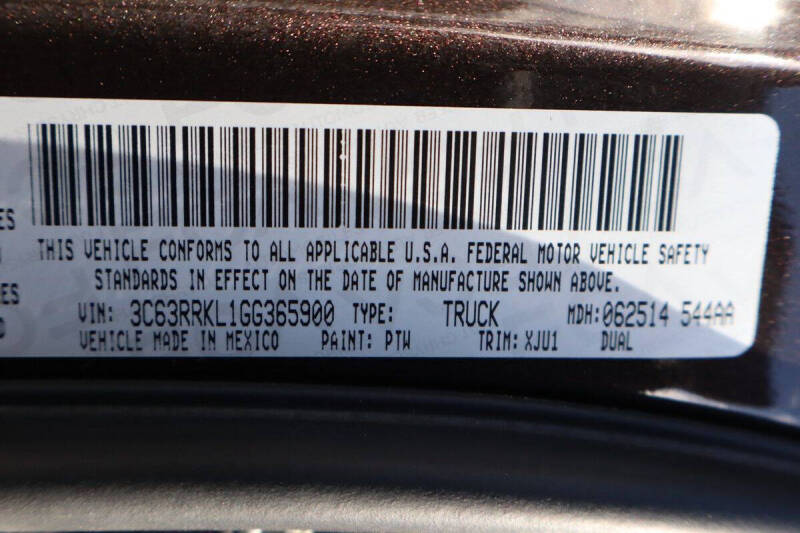 THIS VEHICLE CONFORMS TO ALL APPLICABLE U.S.A. FEDERAL MOTOR VEHICLE SAFETY
STANDARDS IN EFFECT ON THE DATE OF MANUFACTURE SHOWN ABOVE.
VIN: 3C63RRKL1GG365900 TYPE: TRUCK MDH: 062514 544AA
VEHICLE MADE IN MEXICO PAINT: PTW TRIM: XJU1 DUAL